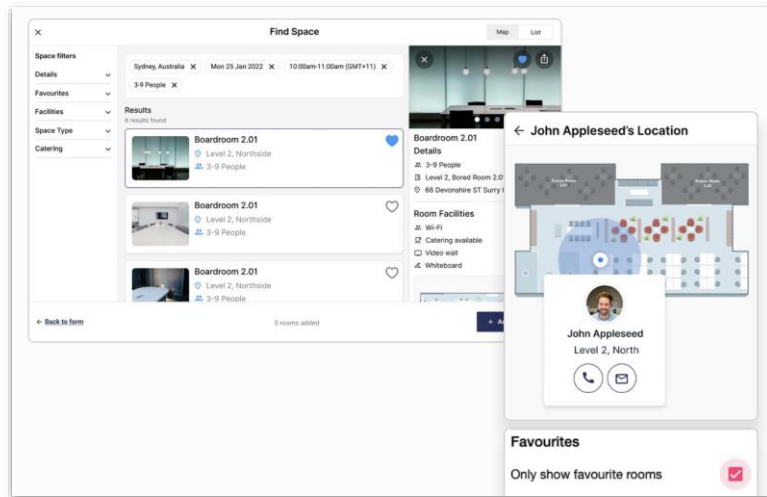 Find Space
Map
List
Space filters
Details
Favourites
Facilities
Space Type
Catering
Sydney, Australia
Mon 25 Jan 2022
10:00am-11:00am (GMT+11)
3-9 People
Results
6 results found
Boardroom 2.01
Level 2, Northside
3-9 People
Boardroom 2.01
Level 2, Northside
3-9 People
Boardroom 2.01
Level 2, Northside
3-9 People
Boardroom 2.01
Details
3-9 People
Level 2, Bored Room 2.0
66 Devonshire ST Surry
Room Facilities
Wi-Fi
Catering available
Video wall
Whiteboard
← Back to form
0 rooms added
← John Appleseed's Location
John Appleseed
Level 2, North
Favourites
Only show favourite rooms